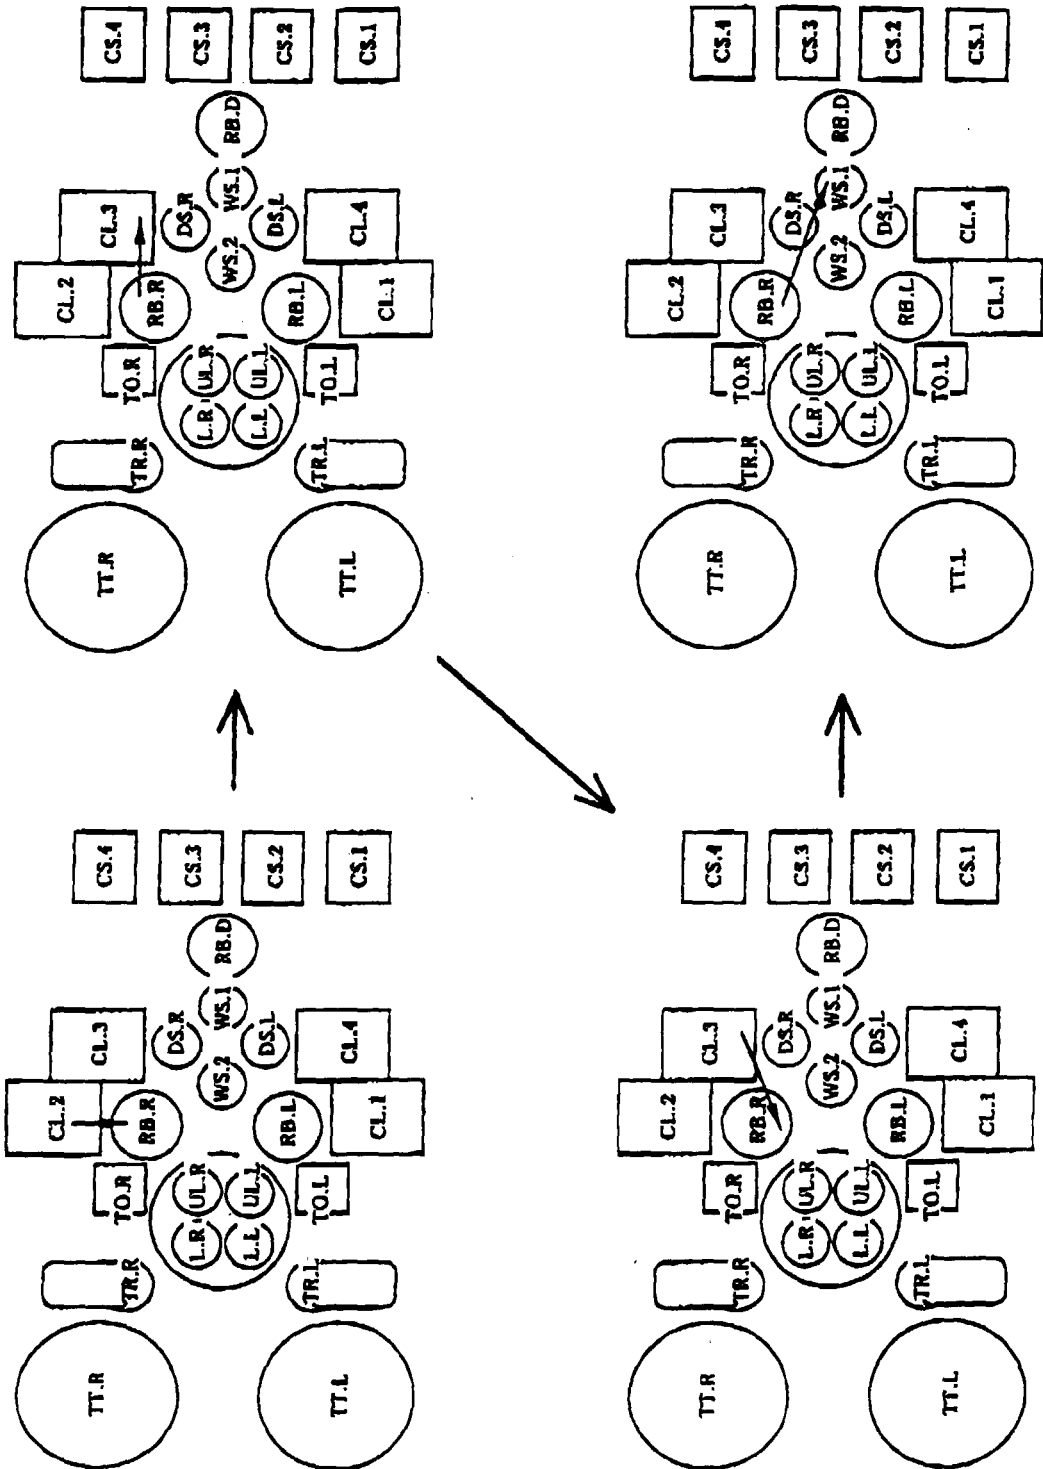 CL.2
CL.3
CS.4
TT.R
TR.R
TO.R
RB.R
DS.R
CS.3
L.R
UL.R
WS.2
WS.1
RB.D
L.L
UL.L
CS.2
TR.L
TO.L
RB.L
DS.L
TT.L
CL.1
CL.4
CS.1
CL.2
CL.3
CS.4
TT.R
TR.R
TO.R
RB.R
DS.R
CS.3
L.R
UL.R
WS.2
WS.1
RB.D
L.L
UL.L
CS.2
TR.L
TO.L
RB.L
DS.L
TT.L
CL.1
CL.4
CS.1
CL.2
CL.3
CS.4
TT.R
TR.R
TO.R
RB.R
DS.R
CS.3
L.R
UL.R
WS.2
WS.1
RB.D
L.L
UL.L
CS.2
TR.L
TO.L
RB.L
DS.L
TT.L
CL.1
CL.4
CS.1
CL.2
CL.3
CS.4
TT.R
TR.R
TO.R
RB.R
DS.R
CS.3
L.R
UL.R
WS.2
WS.1
RB.D
L.L
UL.L
CS.2
TR.L
TO.L
RB.L
DS.L
TT.L
CL.1
CL.4
CS.1